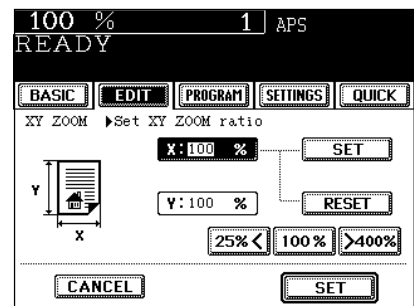 100 % 1 APS
READY
BASIC EDIT PROGRAM SETTINGS QUICK
XY ZOOM ▶Set XY ZOOM ratio
X:100 % SET
Y
Y:100 % RESET
X
25%< 100% >400%
CANCEL SET